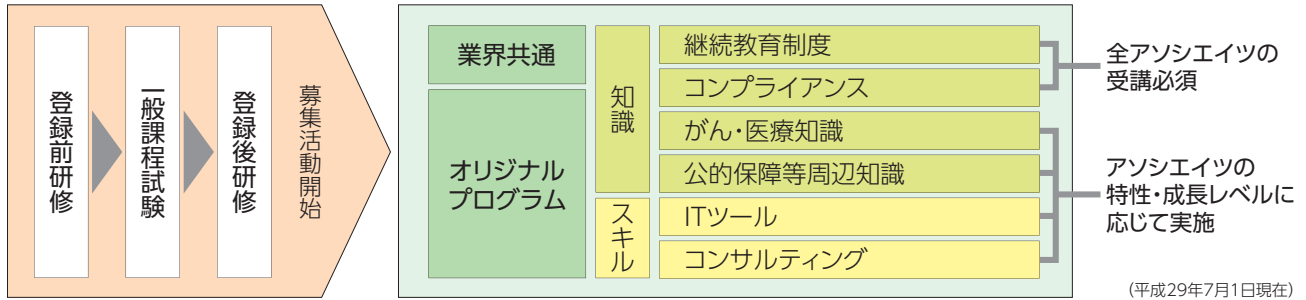 登録前研修
一般課程試験
登録後研修
募集活動開始
業界共通
オリジナル
プログラム
知識
スキル
継続教育制度
コンプライアンス
がん・医療知識
公的保障等周辺知識
ITツール
コンサルティング
全アソシエイツの
受講必須
アソシエイツの
特性・成長レベルに
応じて実施
(平成29年7月1日現在)